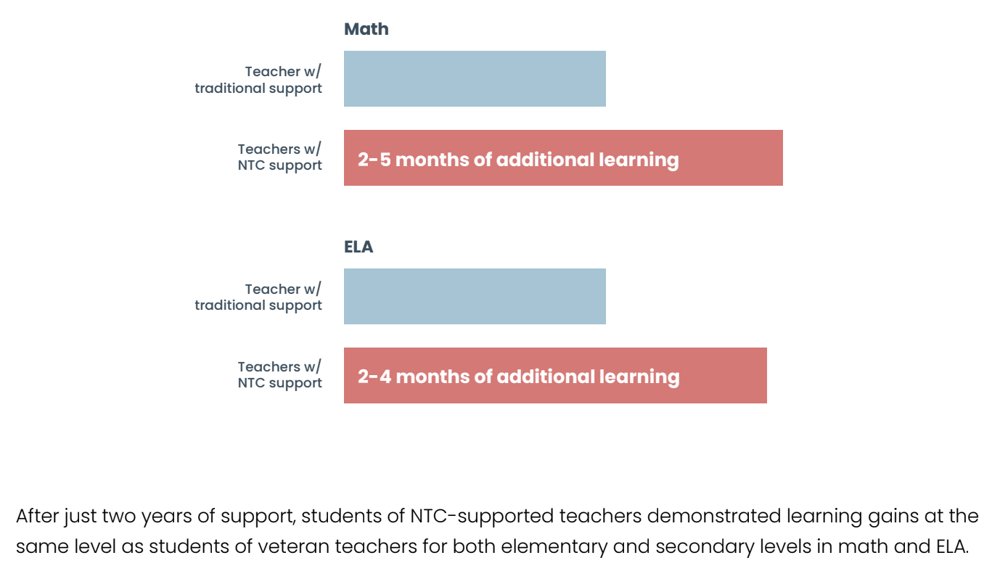 Math
Teacher w/
traditional support
Teachers w/
NTC support
2-5 months of additional learning
ELA
Teacher w/
traditional support
Teachers w/
NTC support
2-4 months of additional learning
After just two years of support, students of NTC-supported teachers demonstrated learning gains at the
same level as students of veteran teachers for both elementary and secondary levels in math and ELA.